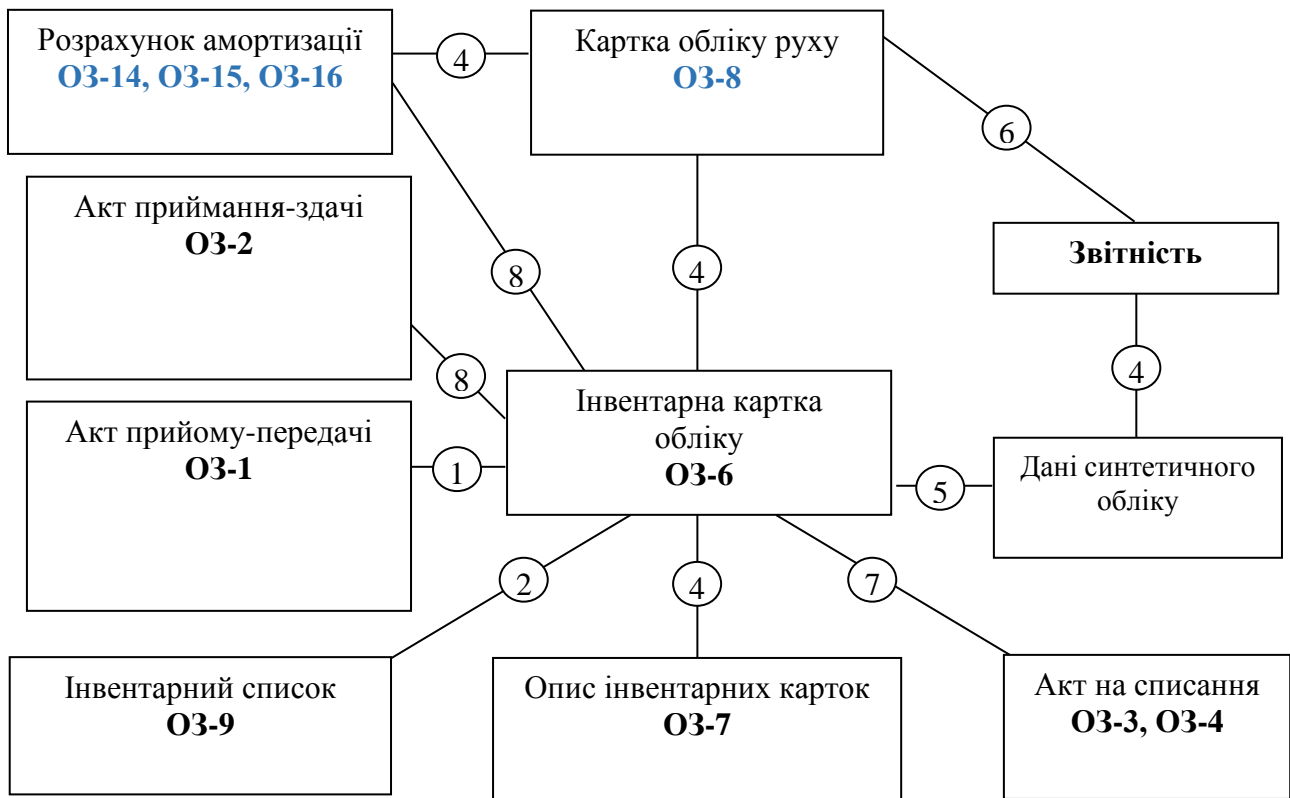 Розрахунок амортизації
ОЗ-14, ОЗ-15, ОЗ-16
4
Картка обліку руху
ОЗ-8
6
Акт приймання-здачі
ОЗ-2
8
4
Звітність
8
4
Акт прийому-передачі
ОЗ-1
1
Інвентарна картка
обліку
ОЗ-6
5
Дані синтетичного
обліку
2
4
7
Інвентарний список
ОЗ-9
Опис інвентарних карток
ОЗ-7
Акт на списання
ОЗ-3, ОЗ-4